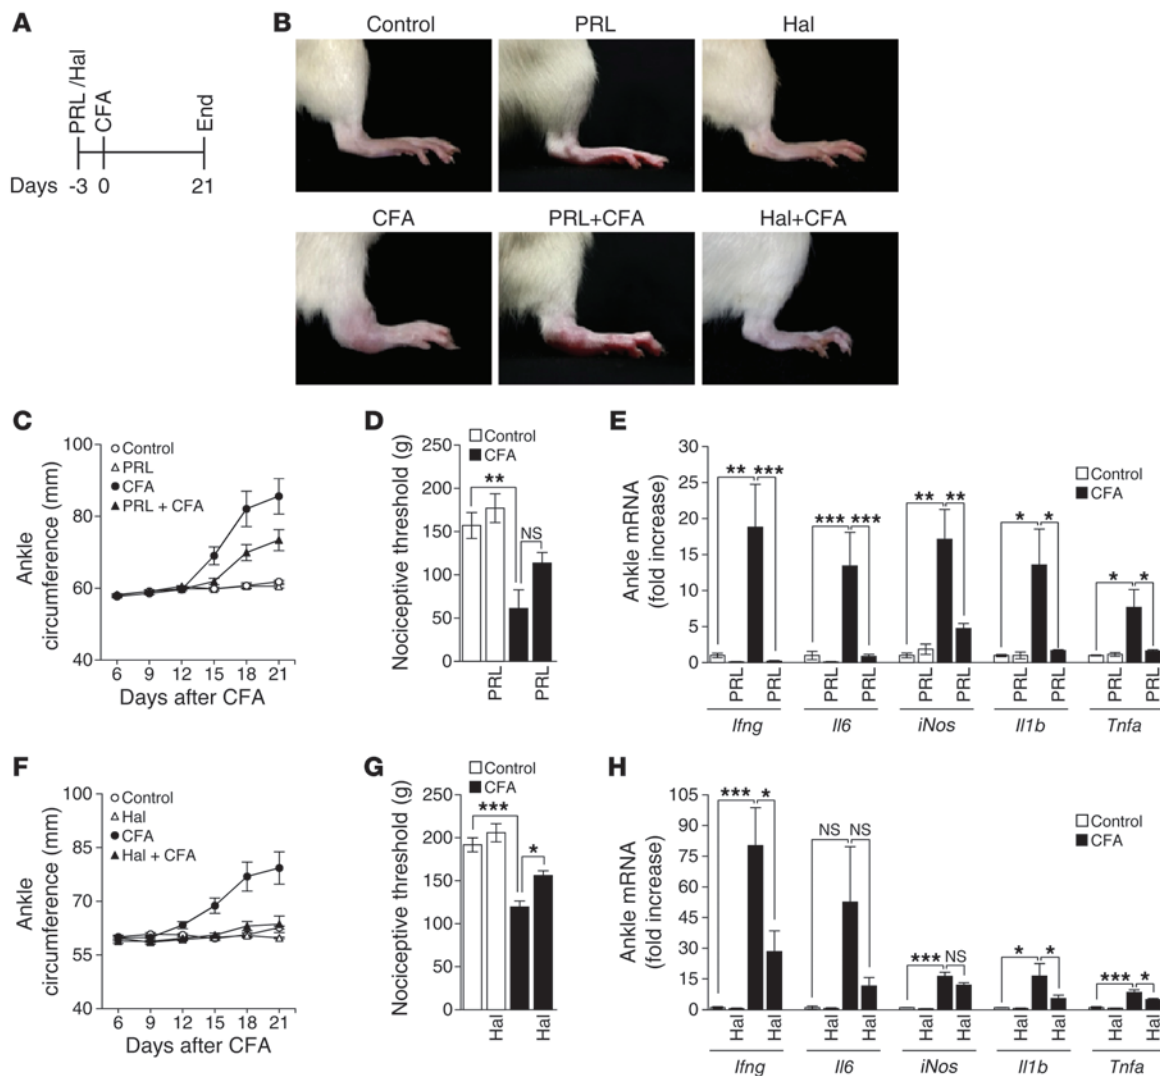 A
PRL /Hal
CFA
End
Days -3 0 21
B
Control PRL Hal
CFA PRL+CFA Hal+CFA
C
Ankle
circumference (mm)
100
80
60
40
Control
PRL
CFA
PRL + CFA
6 9 12 15 18 21
Days after CFA
D
Nociceptive threshold (g)
250
200
150
100
50
0
Control
CFA
**
NS
PRL PRL
E
Ankle mRNA
(fold increase)
30
25
20
15
10
5
0
Control
CFA
** ***
*** ***
** **
* *
* *
PRL PRL PRL PRL PRL PRL PRL PRL PRL PRL
Ifng Il6 iNos Il1b Tnfa
F
Ankle
circumference (mm)
100
85
70
55
40
Control
Hal
CFA
Hal + CFA
6 9 12 15 18 21
Days after CFA
G
Nociceptive threshold (g)
250
200
150
100
50
0
Control
CFA
***
*
Hal Hal
H
Ankle mRNA
(fold increase)
105
90
75
60
45
30
15
0
Control
CFA
*** *
NS NS
*** NS
* *
*** *
Hal Hal Hal Hal Hal Hal Hal Hal Hal Hal
Ifng Il6 iNos Il1b Tnfa